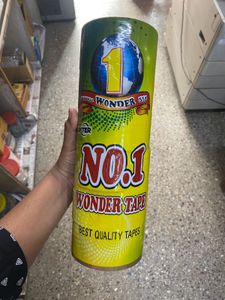 1
WONDER
NO.1
WONDER TAPE
BEST QUALITY TAPES